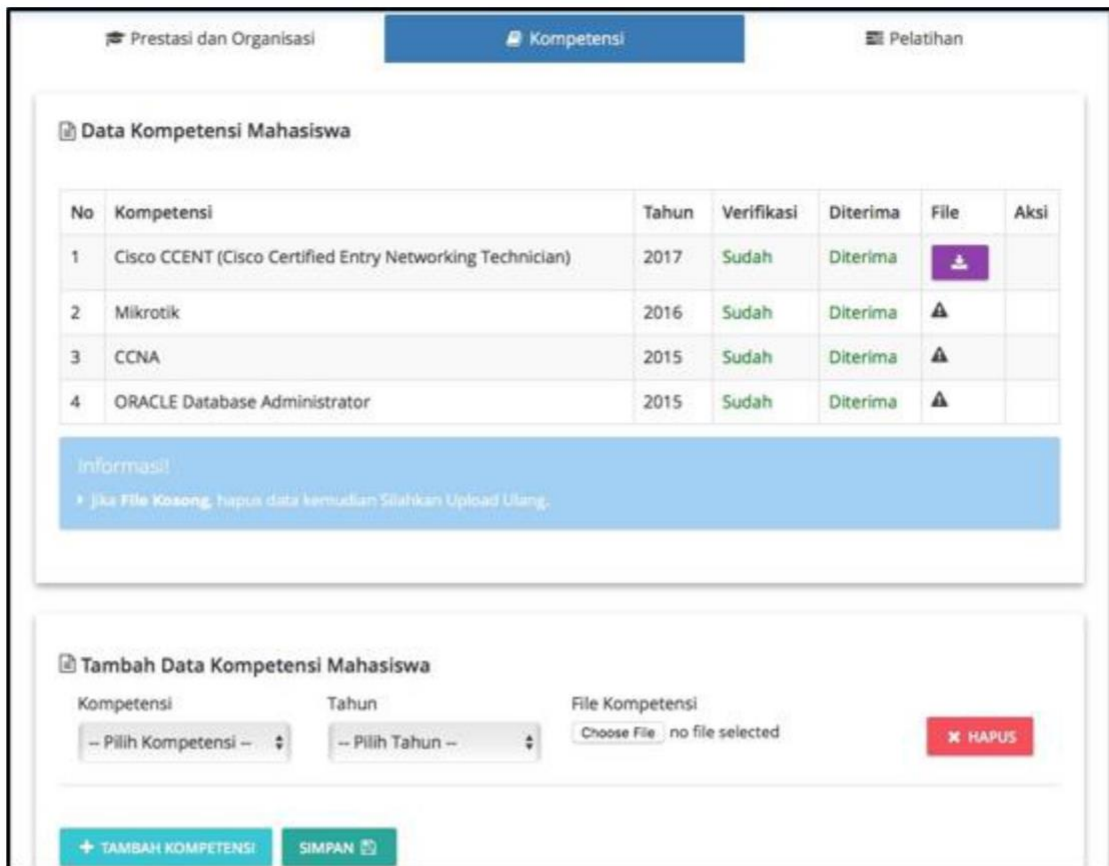 Prestasi dan Organisasi Kompetensi Pelatihan
Data Kompetensi Mahasiswa
No Kompetensi Tahun Verifikasi Diterima File Aksi
1 Cisco CCENT (Cisco Certified Entry Networking Technician) 2017 Sudah Diterima
2 Mikrotik 2016 Sudah Diterima
3 CCNA 2015 Sudah Diterima
4 ORACLE Database Administrator 2015 Sudah Diterima
Informasi!
Jika File Kosong, hapus data kemudian Silahkan Upload Ulang.
Tambah Data Kompetensi Mahasiswa
Kompetensi Tahun File Kompetensi
-- Pilih Kompetensi -- -- Pilih Tahun -- Choose File no file selected HAPUS
+ TAMBAH KOMPETENSI SIMPAN